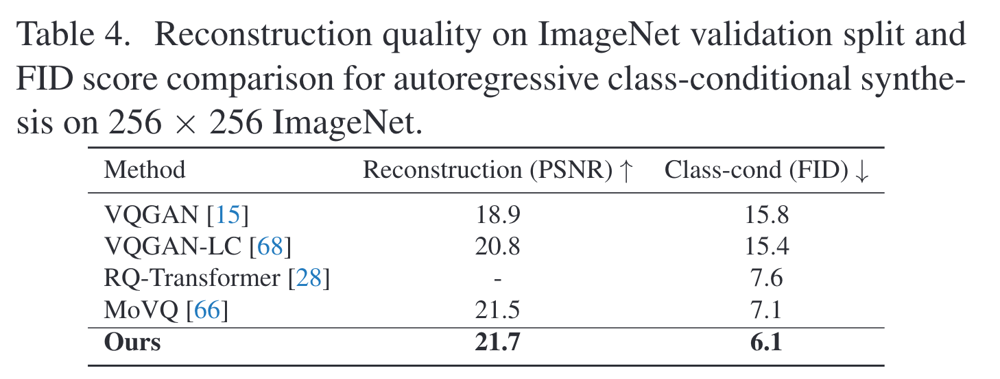 Table 4. Reconstruction quality on ImageNet validation split and
FID score comparison for autoregressive class-conditional synthe-
sis on 256 × 256 ImageNet.
Method Reconstruction (PSNR) ↑ Class-cond (FID) ↓
VQGAN [15] 18.9 15.8
VQGAN-LC [68] 20.8 15.4
RQ-Transformer [28] - 7.6
MoVQ [66] 21.5 7.1
Ours 21.7 6.1